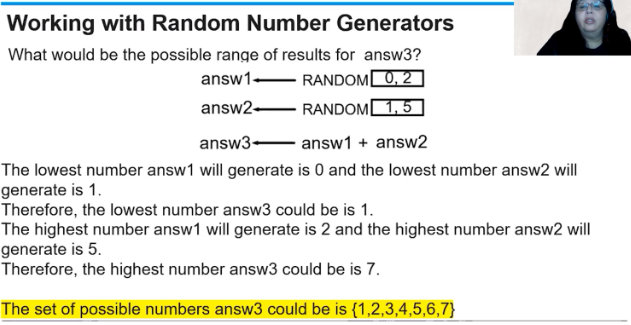 Working with Random Number Generators
What would be the possible range of results for answ3?
answ1 ← RANDOM 0, 2
answ2 ← RANDOM 1, 5
answ3 ← answ1 + answ2
The lowest number answ1 will generate is 0 and the lowest number answ2 will
generate is 1.
Therefore, the lowest number answ3 could be is 1.
The highest number answ1 will generate is 2 and the highest number answ2 will
generate is 5.
Therefore, the highest number answ3 could be is 7.
The set of possible numbers answ3 could be is {1,2,3,4,5,6,7}